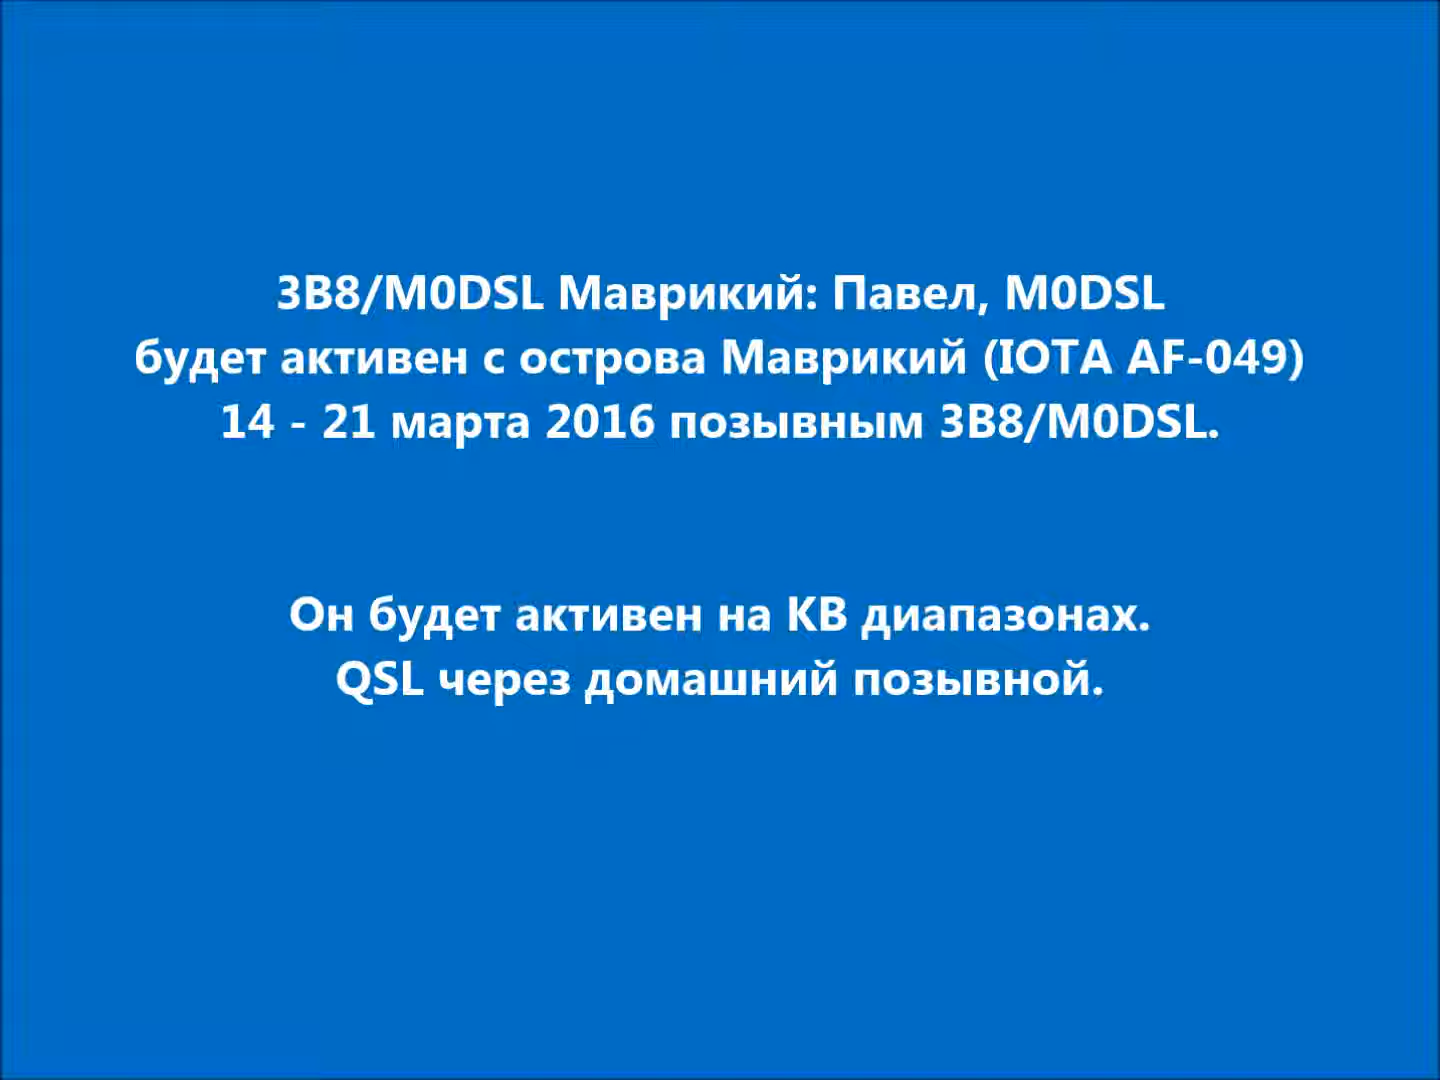 3B8/M0DSL Маврикий: Павел, M0DSL
будет активен с острова Маврикий (IOTA AF-049)
14 - 21 марта 2016 позывным 3B8/M0DSL.
Он будет активен на КВ диапазонах.
QSL через домашний позывной.